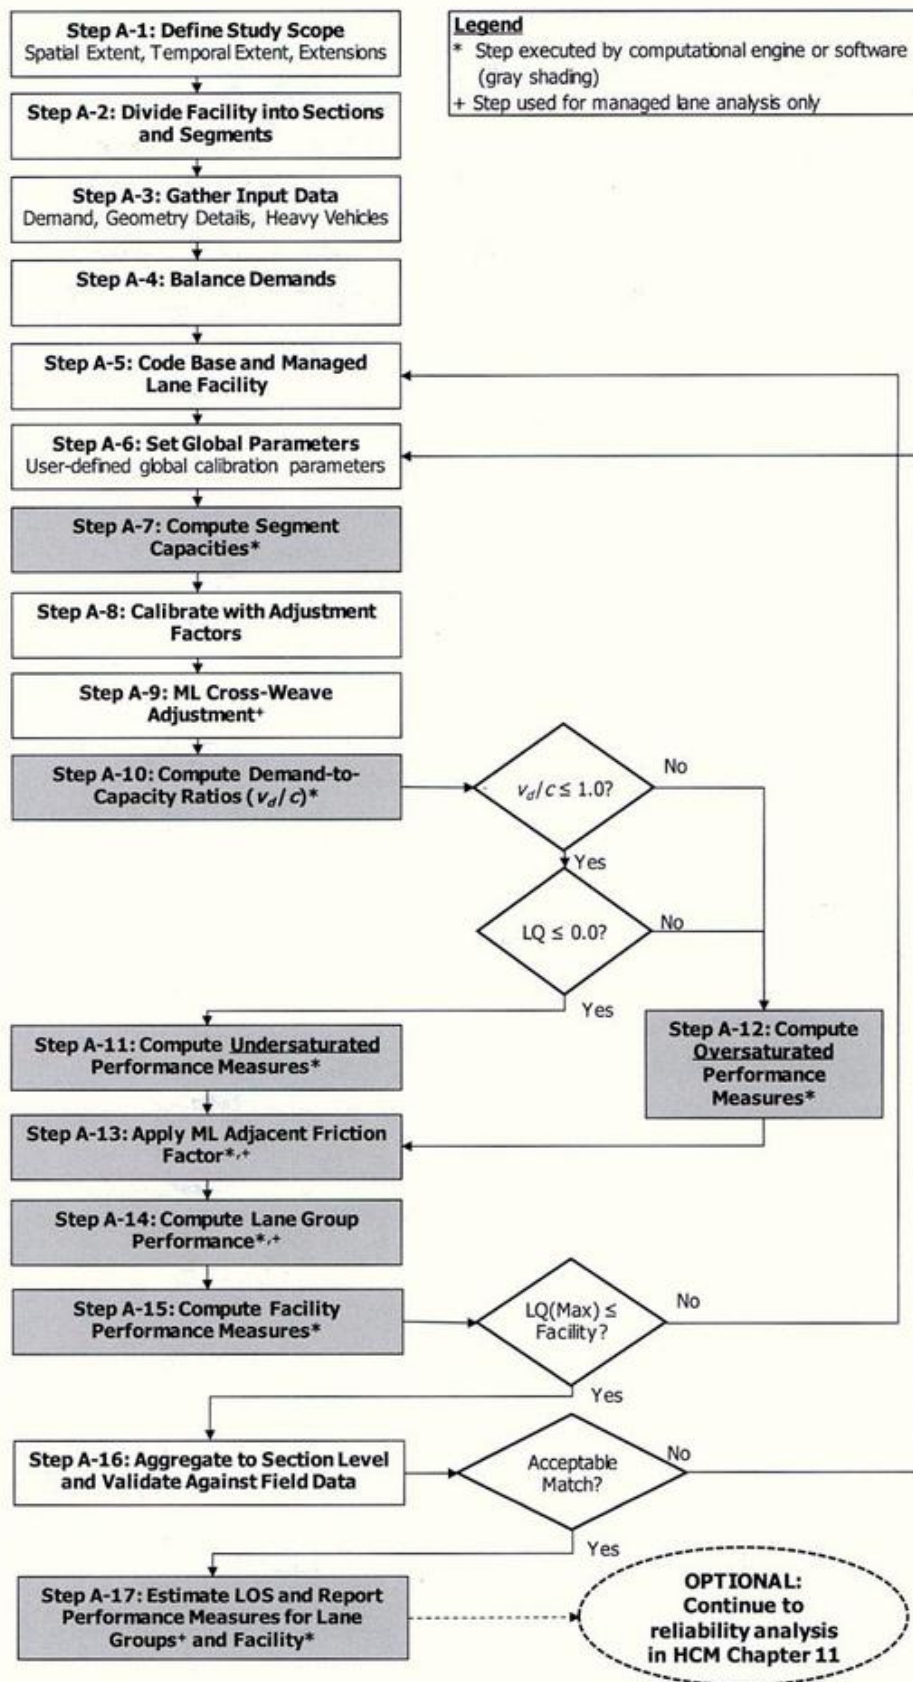 Step A-1: Define Study Scope
Spatial Extent, Temporal Extent, Extensions
Legend
* Step executed by computational engine or software
(gray shading)
+ Step used for managed lane analysis only
Step A-2: Divide Facility into Sections
and Segments
Step A-3: Gather Input Data
Demand, Geometry Details, Heavy Vehicles
Step A-4: Balance Demands
Step A-5: Code Base and Managed
Lane Facility
Step A-6: Set Global Parameters
User-defined global calibration parameters
Step A-7: Compute Segment
Capacities*
Step A-8: Calibrate with Adjustment
Factors
Step A-9: ML Cross-Weave
Adjustment⁺
Step A-10: Compute Demand-to-
Capacity Ratios (v_d/c)*
v_d/c ≤ 1.0?
No
Yes
LQ ≤ 0.0?
No
Yes
Step A-11: Compute Undersaturated
Performance Measures*
Step A-12: Compute
Oversaturated
Performance
Measures*
Step A-13: Apply ML Adjacent Friction
Factor*,⁺
Step A-14: Compute Lane Group
Performance*,⁺
Step A-15: Compute Facility
Performance Measures*
LQ(Max) ≤
Facility?
No
Yes
Step A-16: Aggregate to Section Level
and Validate Against Field Data
Acceptable
Match?
No
Yes
Step A-17: Estimate LOS and Report
Performance Measures for Lane
Groups⁺ and Facility*
OPTIONAL:
Continue to
reliability analysis
in HCM Chapter 11